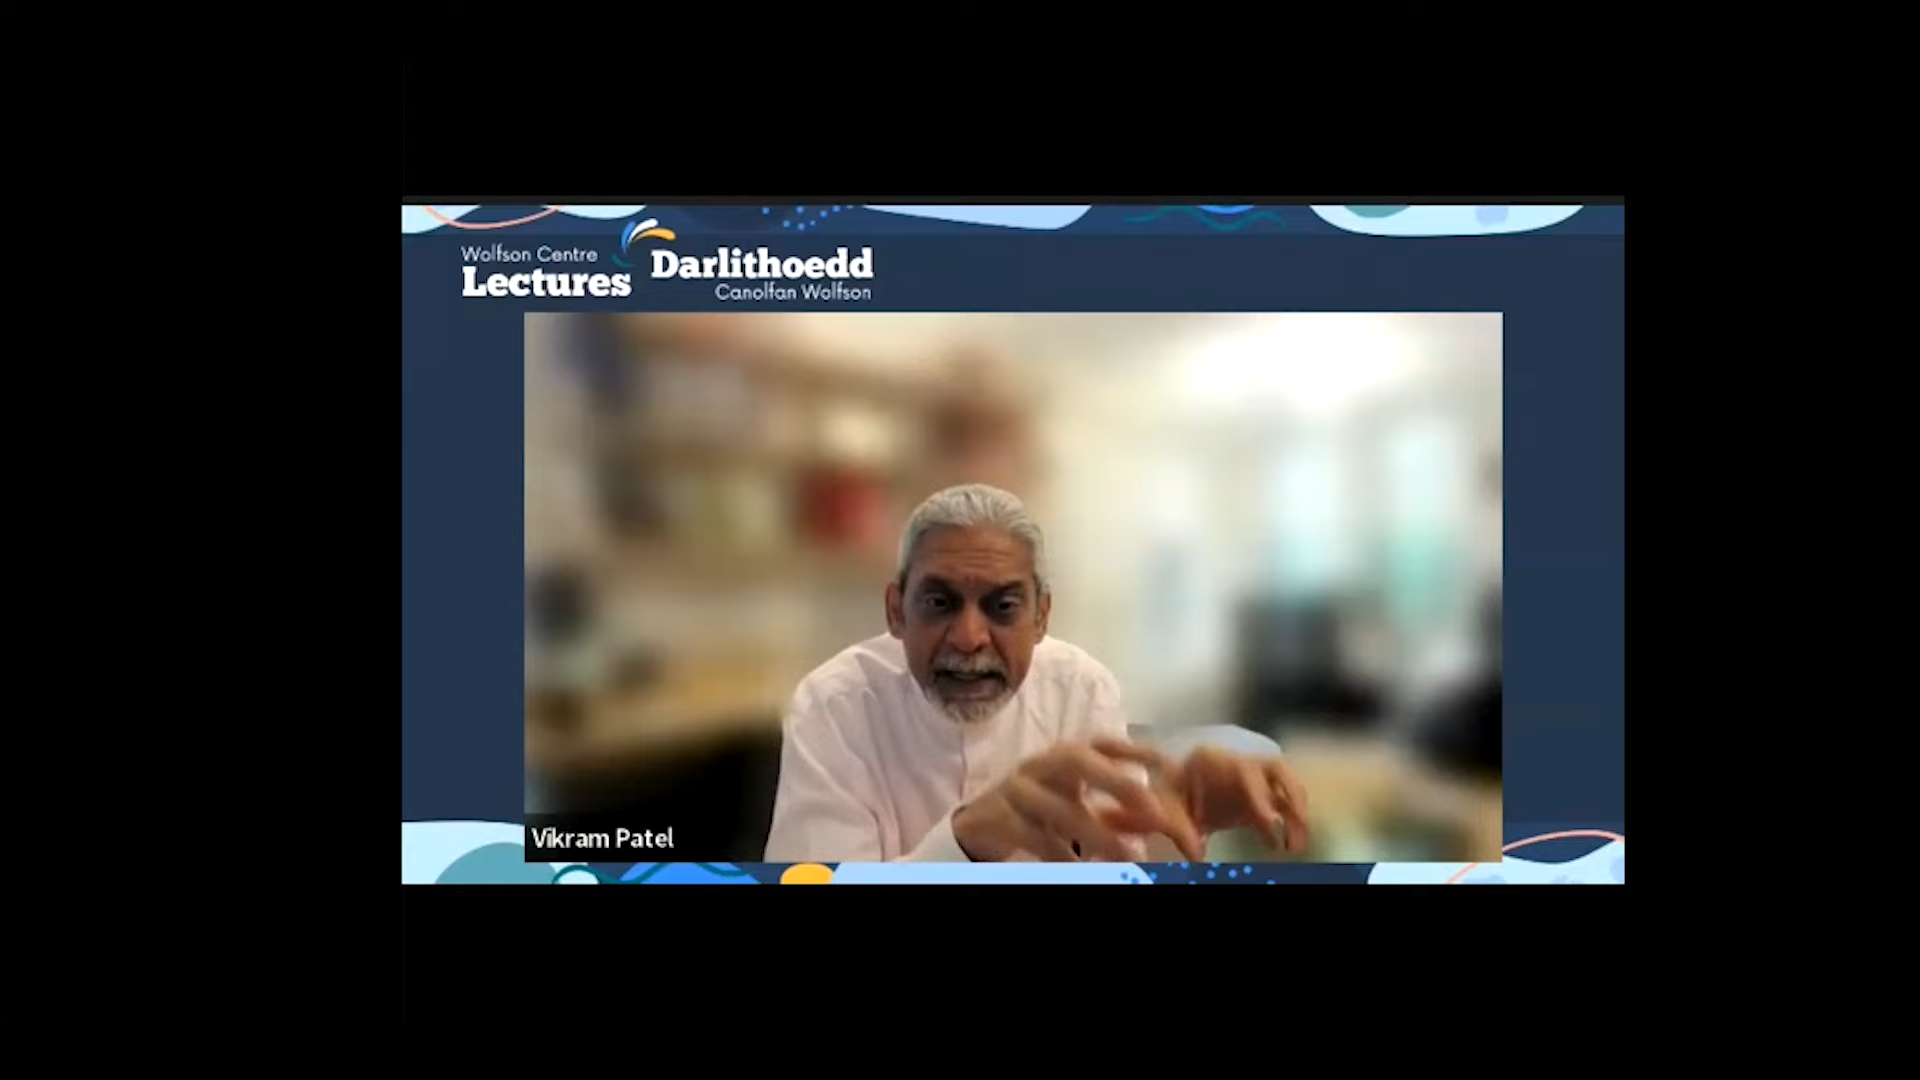 Wolfson Centre
Lectures
Darlithoedd
Canolfan Wolfson
Vikram Patel